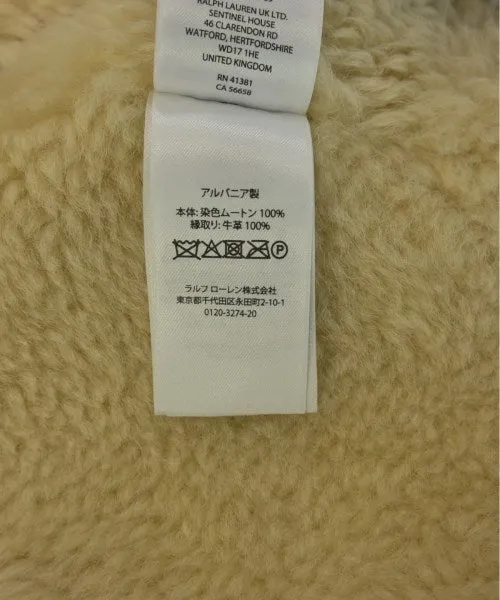 RALPH LAUREN UK LTD.
SENTINEL HOUSE
46 CLARENDON RD
WATFORD, HERTFORDSHIRE
WD17 1HE
UNITED KINGDOM
RN 41381
CA 56658
アルバニア製
本体: 染色ムートン 100%
縁取り: 牛革 100%
P
ラルフ ローレン株式会社
東京都千代田区永田町2-10-1
0120-3274-20